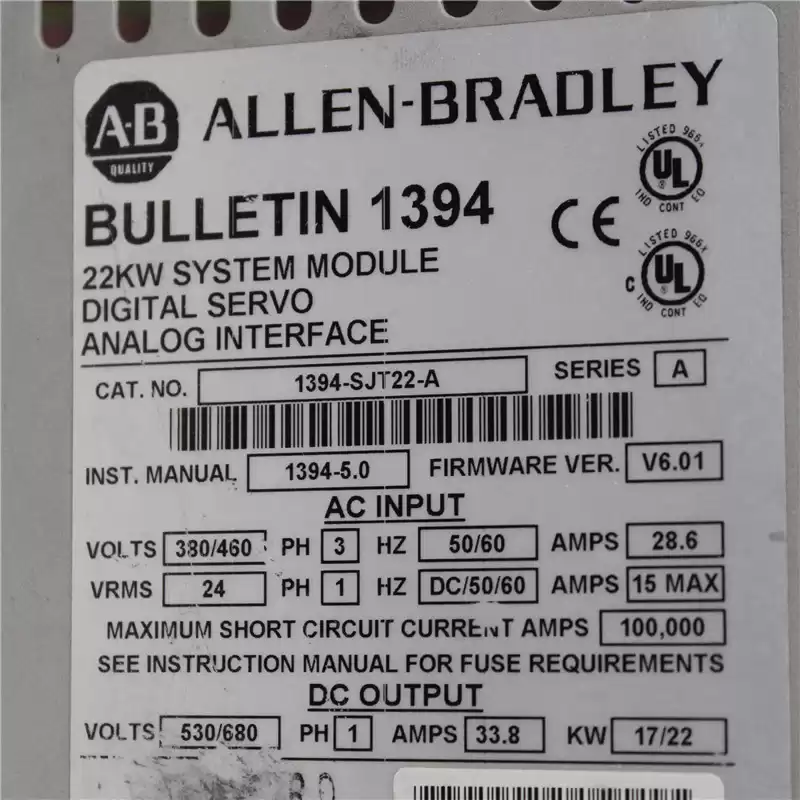 A-B ALLEN-BRADLEY
QUALITY
BULLETIN 1394
22KW SYSTEM MODULE
DIGITAL SERVO
ANALOG INTERFACE
CE
LISTED 966X
UL
IND CONT EQ
LISTED 966X
C UL
IND CONT EQ
CAT. NO. 1394-SJT22-A SERIES A
INST. MANUAL 1394-5.0 FIRMWARE VER. V6.01
AC INPUT
VOLTS 380/460 PH 3 HZ 50/60 AMPS 28.6
VRMS 24 PH 1 HZ DC/50/60 AMPS 15 MAX
MAXIMUM SHORT CIRCUIT CURRENT AMPS 100,000
SEE INSTRUCTION MANUAL FOR FUSE REQUIREMENTS
DC OUTPUT
VOLTS 530/680 PH 1 AMPS 33.8 KW 17/22